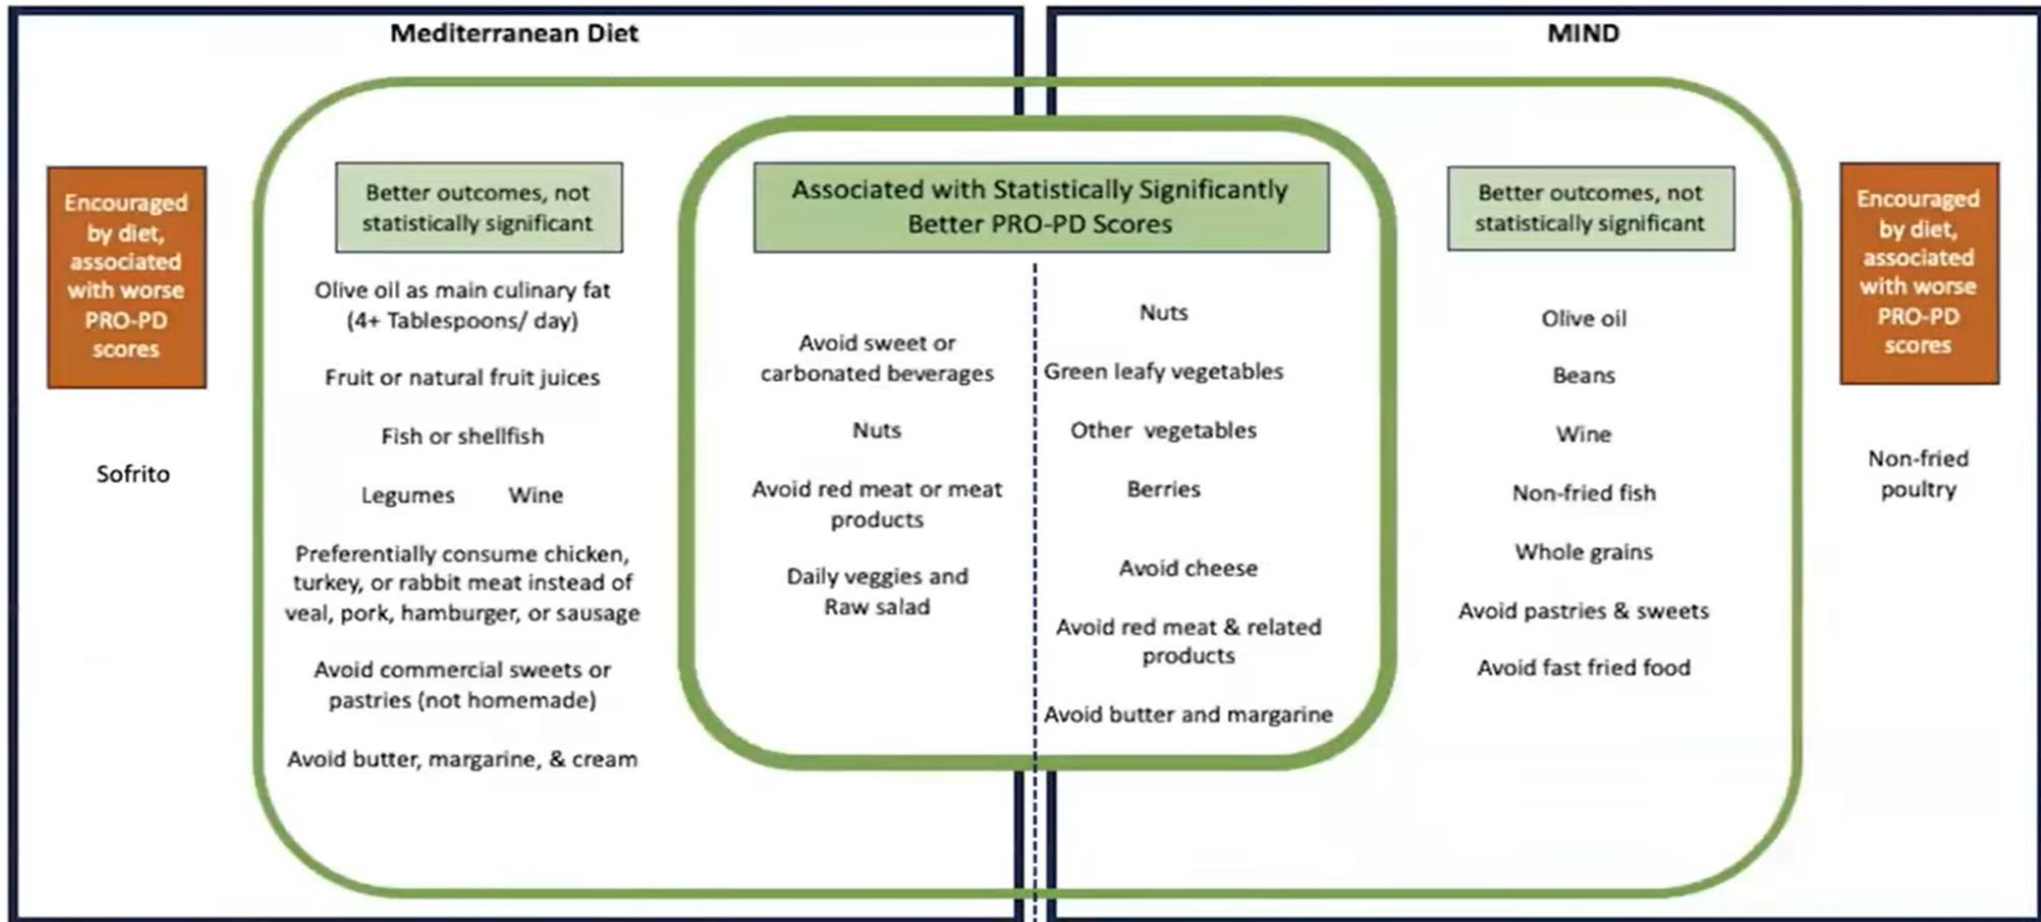 Mediterranean Diet
Encouraged
by diet,
associated
with worse
PRO-PD
scores
Sofrito
Better outcomes, not
statistically significant
Olive oil as main culinary fat
(4+ Tablespoons/ day)
Fruit or natural fruit juices
Fish or shellfish
Legumes Wine
Preferentially consume chicken,
turkey, or rabbit meat instead of
veal, pork, hamburger, or sausage
Avoid commercial sweets or
pastries (not homemade)
Avoid butter, margarine, & cream
Associated with Statistically Significantly
Better PRO-PD Scores
Avoid sweet or
carbonated beverages
Nuts
Avoid red meat or meat
products
Daily veggies and
Raw salad
MIND
Nuts
Green leafy vegetables
Other vegetables
Berries
Avoid cheese
Avoid red meat & related
products
Avoid butter and margarine
Better outcomes, not
statistically significant
Olive oil
Beans
Wine
Non-fried fish
Whole grains
Avoid pastries & sweets
Avoid fast fried food
Encouraged
by diet,
associated
with worse
PRO-PD
scores
Non-fried
poultry